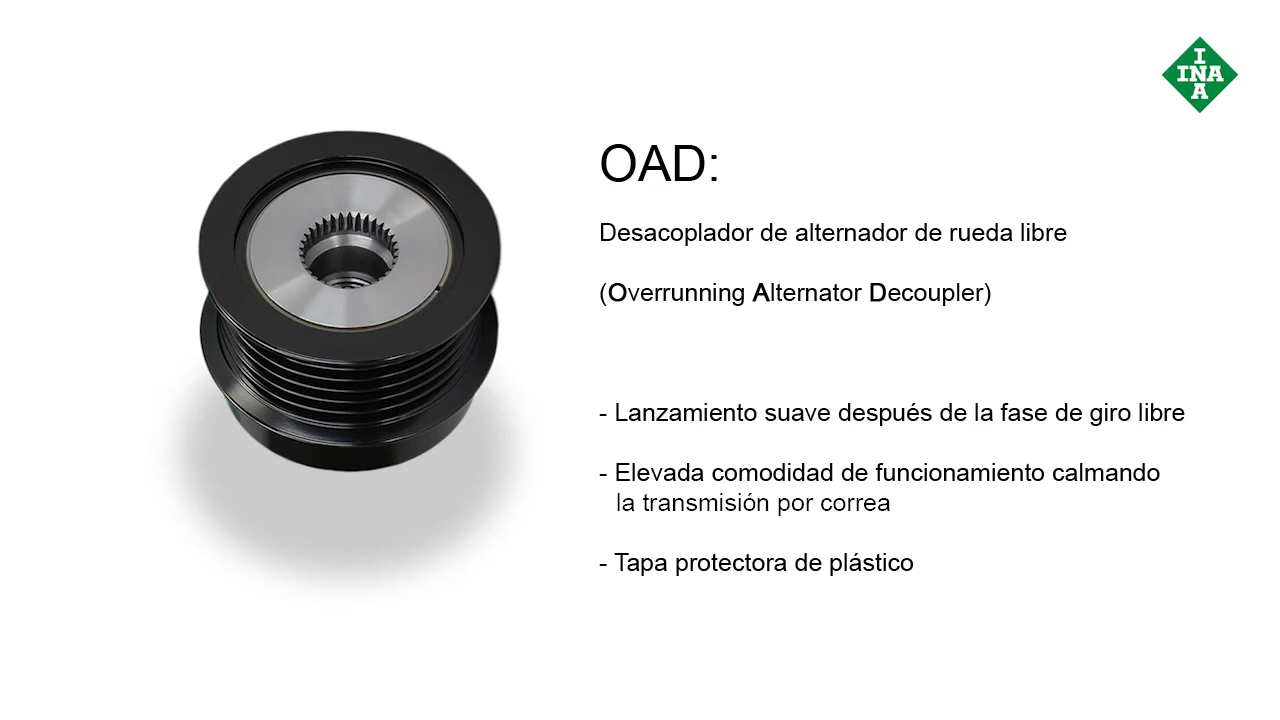 I
INA
A
OAD:
Desacoplador de alternador de rueda libre
(Overrunning Alternator Decoupler)
- Lanzamiento suave después de la fase de giro libre
- Elevada comodidad de funcionamiento calmando
la transmisión por correa
- Tapa protectora de plástico